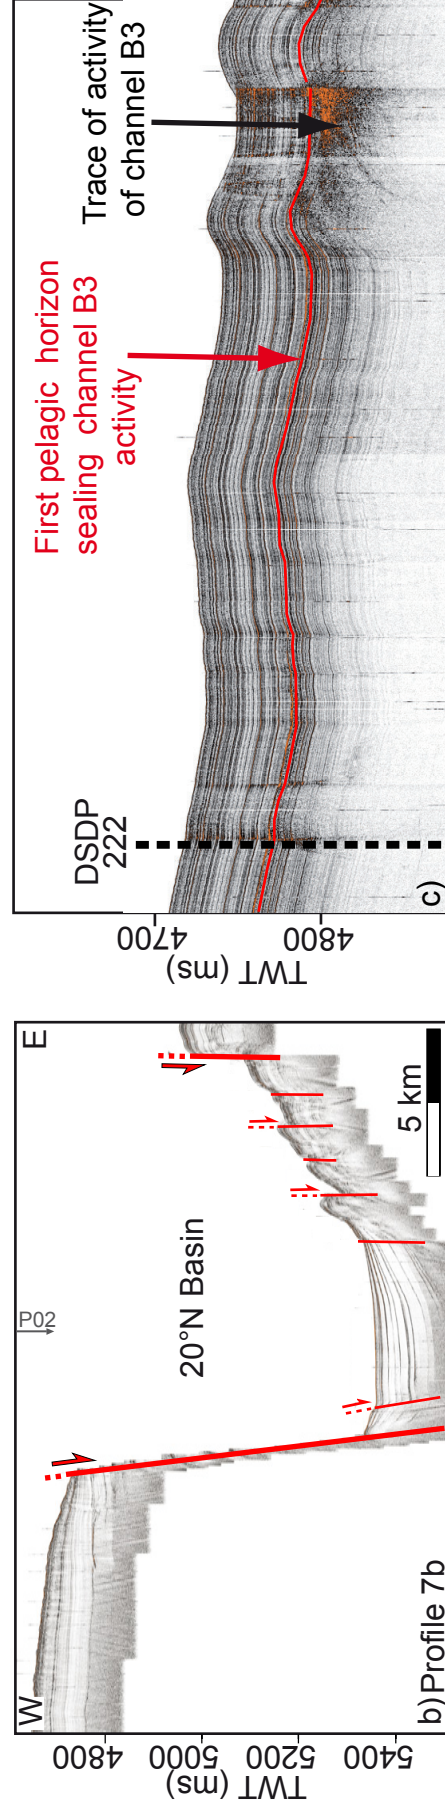 W
E
P02
20°N Basin
5 km
b) Profile 7b
4800
5000
5200
5400
TWT (ms)
DSDP
222
First pelagic horizon
sealing channel B3
activity
Trace of activity
of channel B3
4700
4800
TWT (ms)
c)